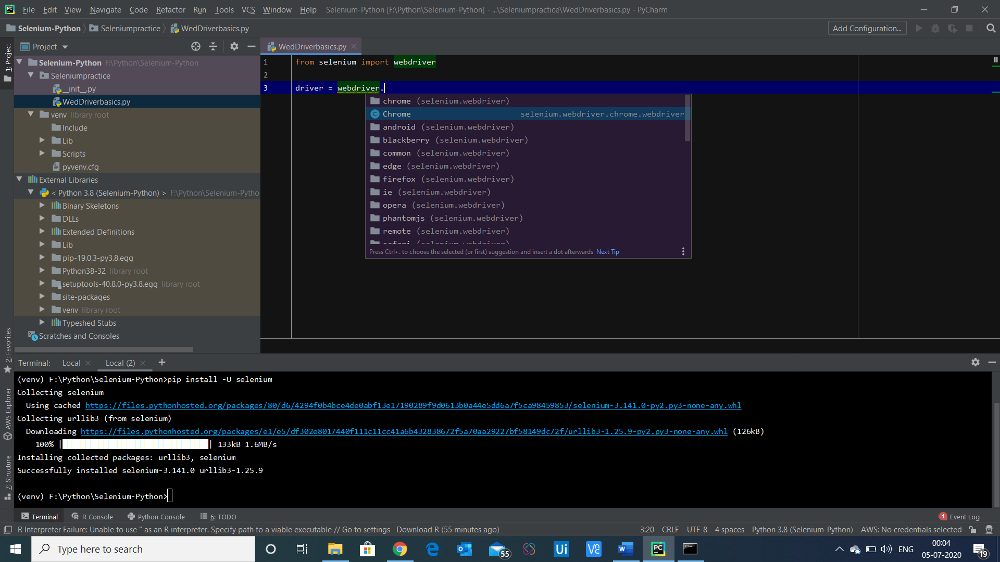 File Edit View Navigate Code Refactor Run Tools VCS Window Help Selenium-Python [F:\Python\Selenium-Python] - ...\Seleniumpractice\WedDriverbasics.py - PyCharm
Selenium-Python Seleniumpractice WedDriverbasics.py Add Configuration...
1: Project
Project
Selenium-Python F:\Python\Selenium-Python
Seleniumpractice
__init__.py
WedDriverbasics.py
venv library root
Include
Lib
Scripts
pyvenv.cfg
External Libraries
< Python 3.8 (Selenium-Python) > F:\Python\Selenium-Pytho
Binary Skeletons
DLLs
Extended Definitions
Lib
pip-19.0.3-py3.8.egg
Python38-32 library root
setuptools-40.8.0-py3.8.egg library root
site-packages
venv library root
Typeshed Stubs
Scratches and Consoles
WedDriverbasics.py
1 from selenium import webdriver
2
3 driver = webdriver.
chrome (selenium.webdriver)
Chrome selenium.webdriver.chrome.webdriver
android (selenium.webdriver)
blackberry (selenium.webdriver)
common (selenium.webdriver)
edge (selenium.webdriver)
firefox (selenium.webdriver)
ie (selenium.webdriver)
opera (selenium.webdriver)
phantomjs (selenium.webdriver)
remote (selenium.webdriver)
safari (selenium.webdriver)
Press Ctrl+. to choose the selected (or first) suggestion and insert a dot afterwards Next Tip
2: Favorites
AWS Explorer
7: Structure
Terminal: Local Local (2)
(venv) F:\Python\Selenium-Python>pip install -U selenium
Collecting selenium
Using cached https://files.pythonhosted.org/packages/80/d6/4294f0b4bce4de0abf13e17190289f9d0613b0a44e5dd6a7f5ca98459853/selenium-3.141.0-py2.py3-none-any.whl
Collecting urllib3 (from selenium)
Downloading https://files.pythonhosted.org/packages/e1/e5/df302e8017440f111c11cc41a6b432838672f5a70aa29227bf58149dc72f/urllib3-1.25.9-py2.py3-none-any.whl (126kB)
100% || 133kB 1.6MB/s
Installing collected packages: urllib3, selenium
Successfully installed selenium-3.141.0 urllib3-1.25.9
(venv) F:\Python\Selenium-Python>
Terminal R Console Python Console 6: TODO 1 Event Log
R Interpreter Failure: Unable to use '' as an R interpreter. Specify path to a viable executable // Go to settings Download R (55 minutes ago) 3:20 CRLF UTF-8 4 spaces Python 3.8 (Selenium-Python) AWS: No credentials selected
Type here to search 55 Ui PC ENG 00:04 19
05-07-2020